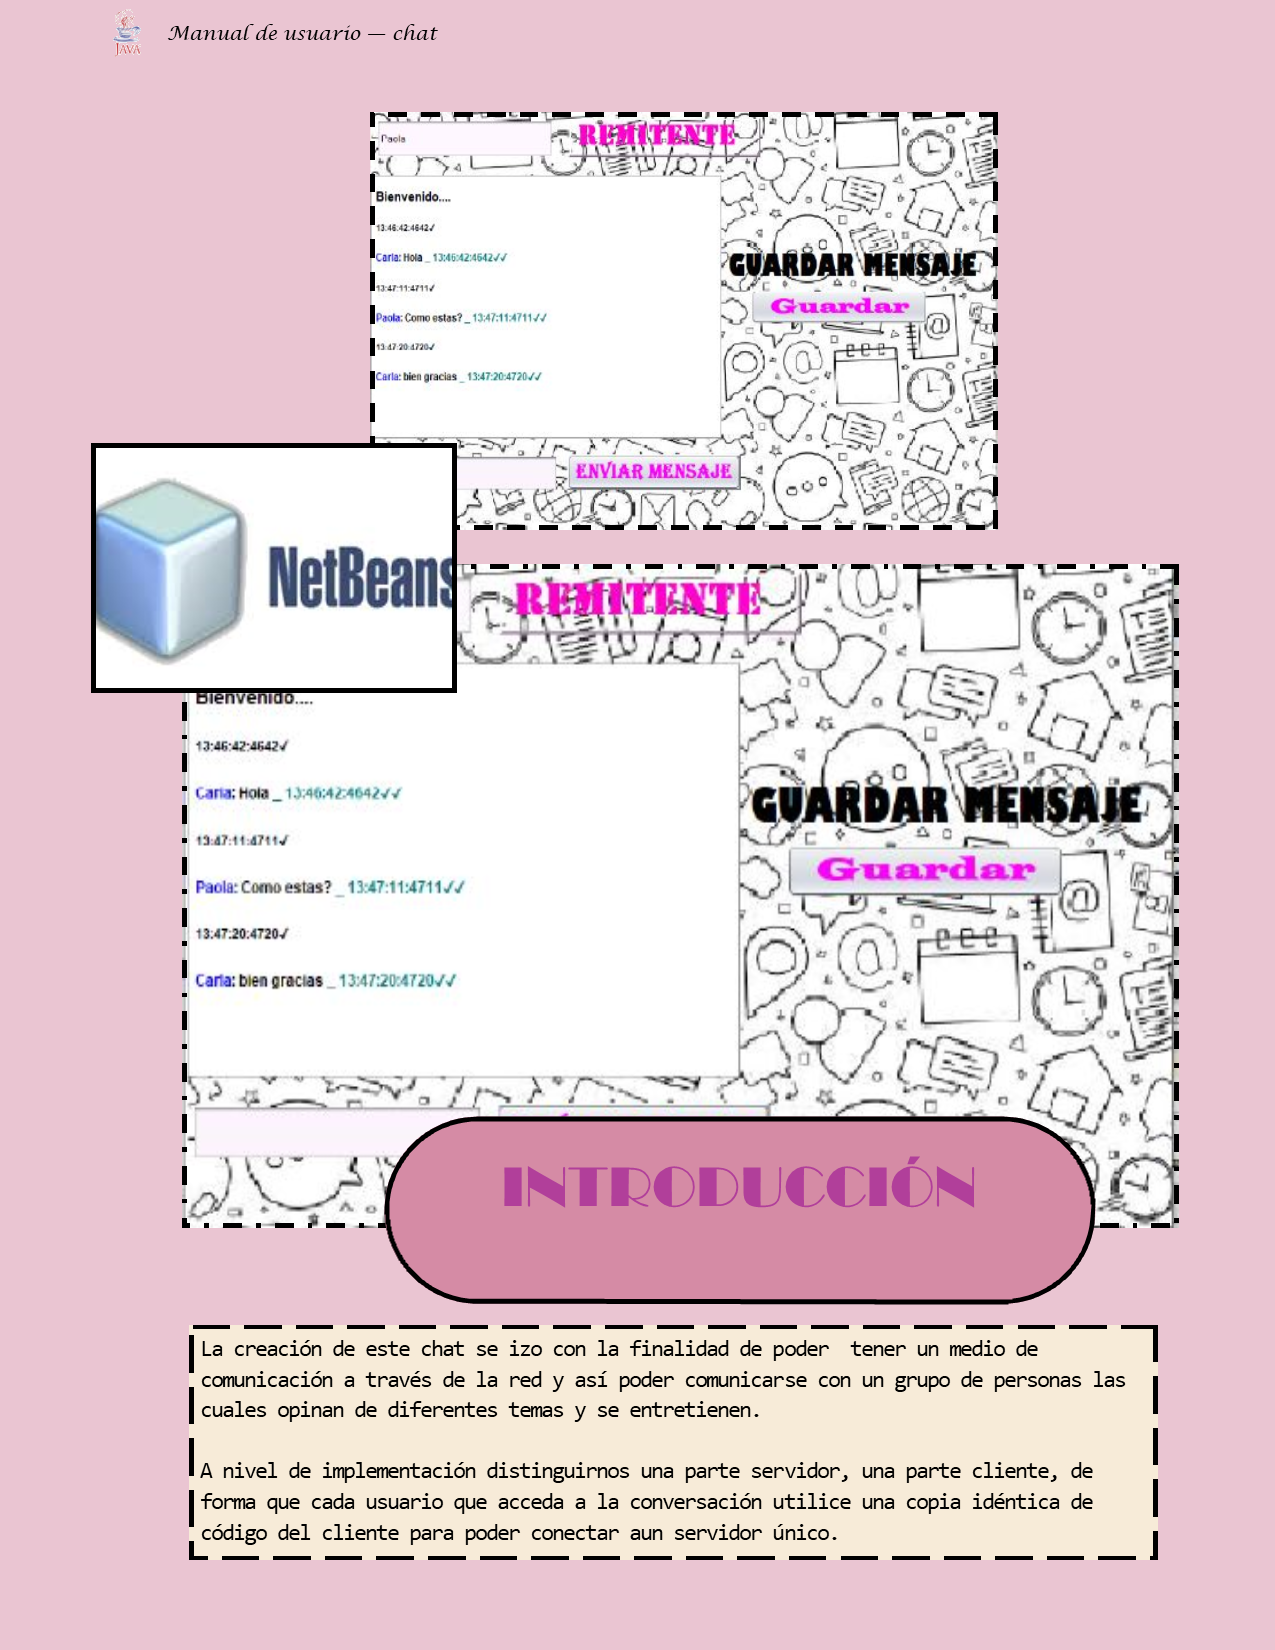 JAVA
Manual de usuario — chat
Paola
REMITENTE
Bienvenido....
13:46:42:4642✓
Carla: Hola _ 13:46:42:4642✓✓
13:47:11:4711✓
Paola: Como estas? _ 13:47:11:4711✓✓
13:47:20:4720✓
Carla: bien gracias _ 13:47:20:4720✓✓
GUARDAR MENSAJE
Guardar
ENVIAR MENSAJE
NetBeans
REMITENTE
Bienvenido....
13:46:42:4642✓
Carla: Hola _ 13:46:42:4642✓✓
13:47:11:4711✓
Paola: Como estas? _ 13:47:11:4711✓✓
13:47:20:4720✓
Carla: bien gracias _ 13:47:20:4720✓✓
GUARDAR MENSAJE
Guardar
INTRODUCCIÓN
La creación de este chat se izo con la finalidad de poder  tener un medio de
comunicación a través de la red y así poder comunicarse con un grupo de personas las
cuales opinan de diferentes temas y se entretienen.
A nivel de implementación distinguirnos una parte servidor, una parte cliente, de
forma que cada usuario que acceda a la conversación utilice una copia idéntica de
código del cliente para poder conectar aun servidor único.